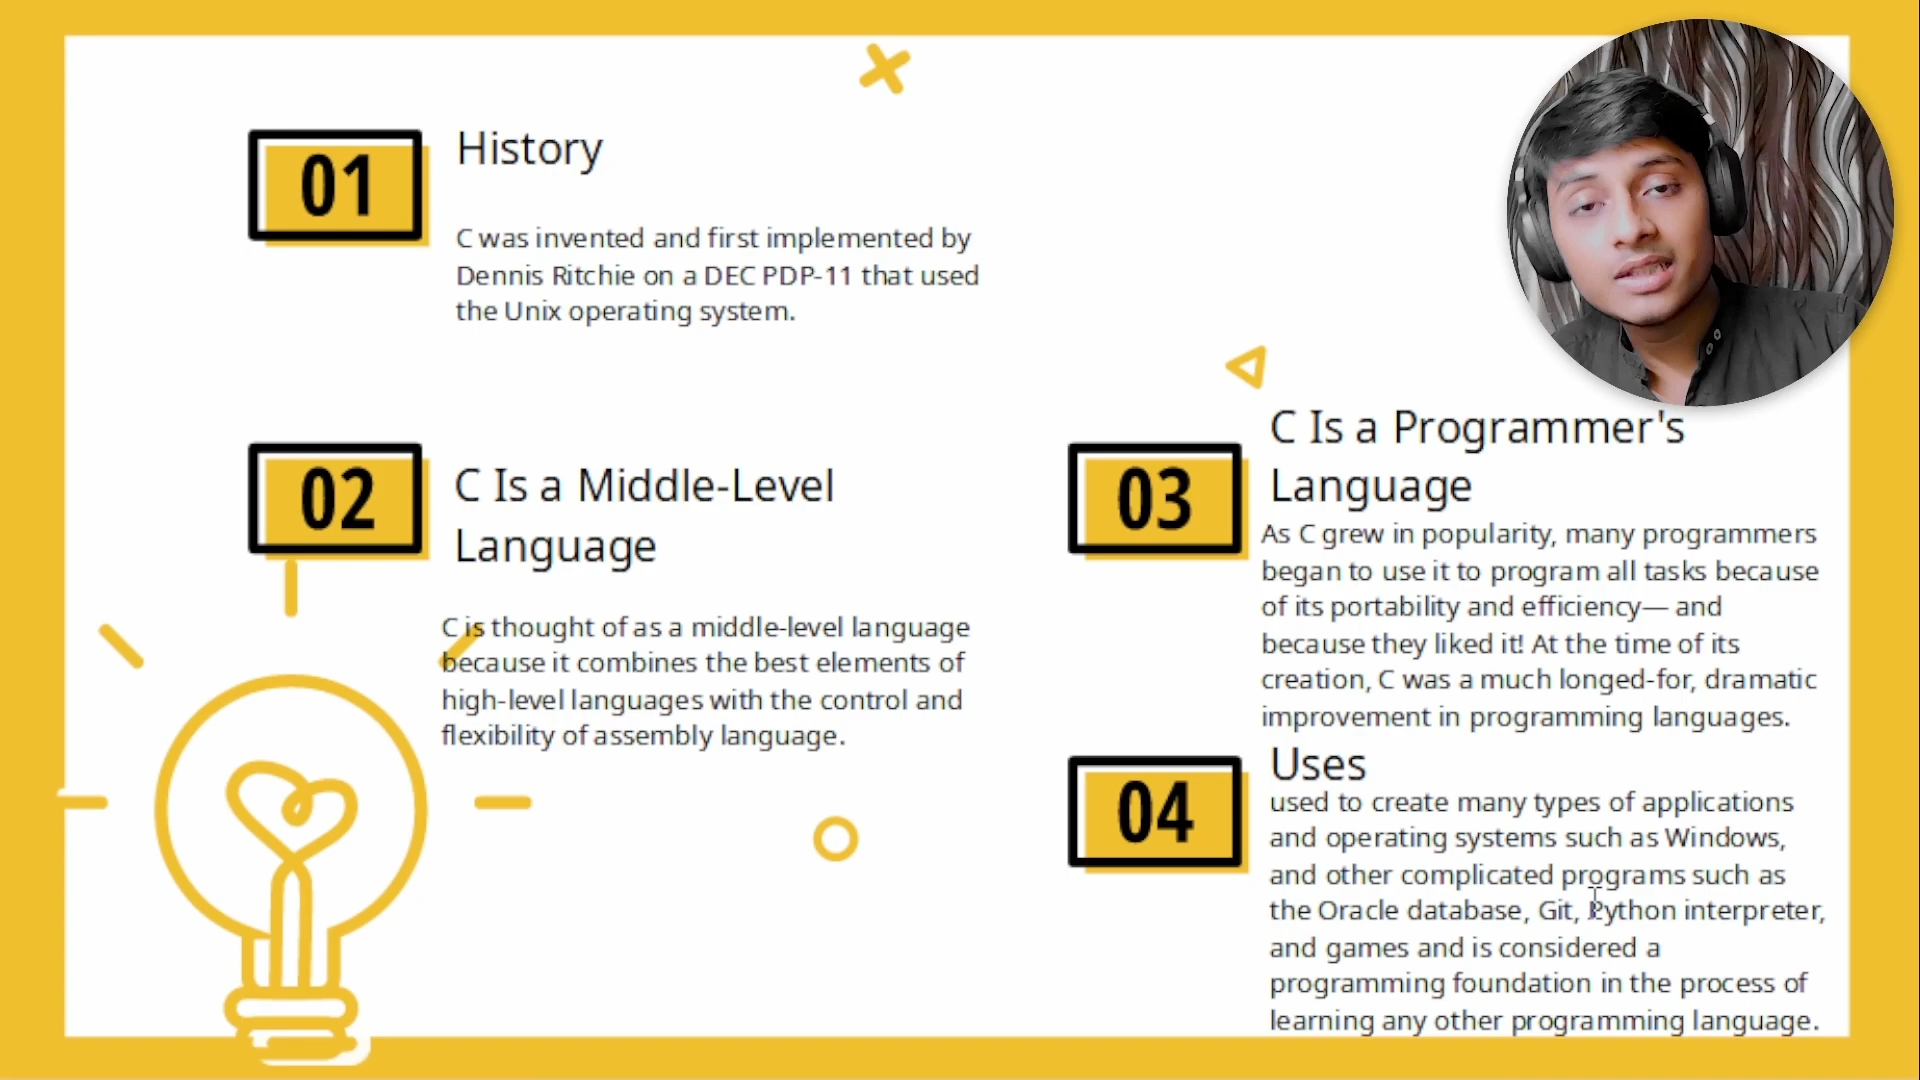 01
History
C was invented and first implemented by
Dennis Ritchie on a DEC PDP-11 that used
the Unix operating system.
02
C Is a Middle-Level
Language
C is thought of as a middle-level language
because it combines the best elements of
high-level languages with the control and
flexibility of assembly language.
03
C Is a Programmer's
Language
As C grew in popularity, many programmers
began to use it to program all tasks because
of its portability and efficiency— and
because they liked it! At the time of its
creation, C was a much longed-for, dramatic
improvement in programming languages.
04
Uses
used to create many types of applications
and operating systems such as Windows,
and other complicated programs such as
the Oracle database, Git, Python interpreter,
and games and is considered a
programming foundation in the process of
learning any other programming language.